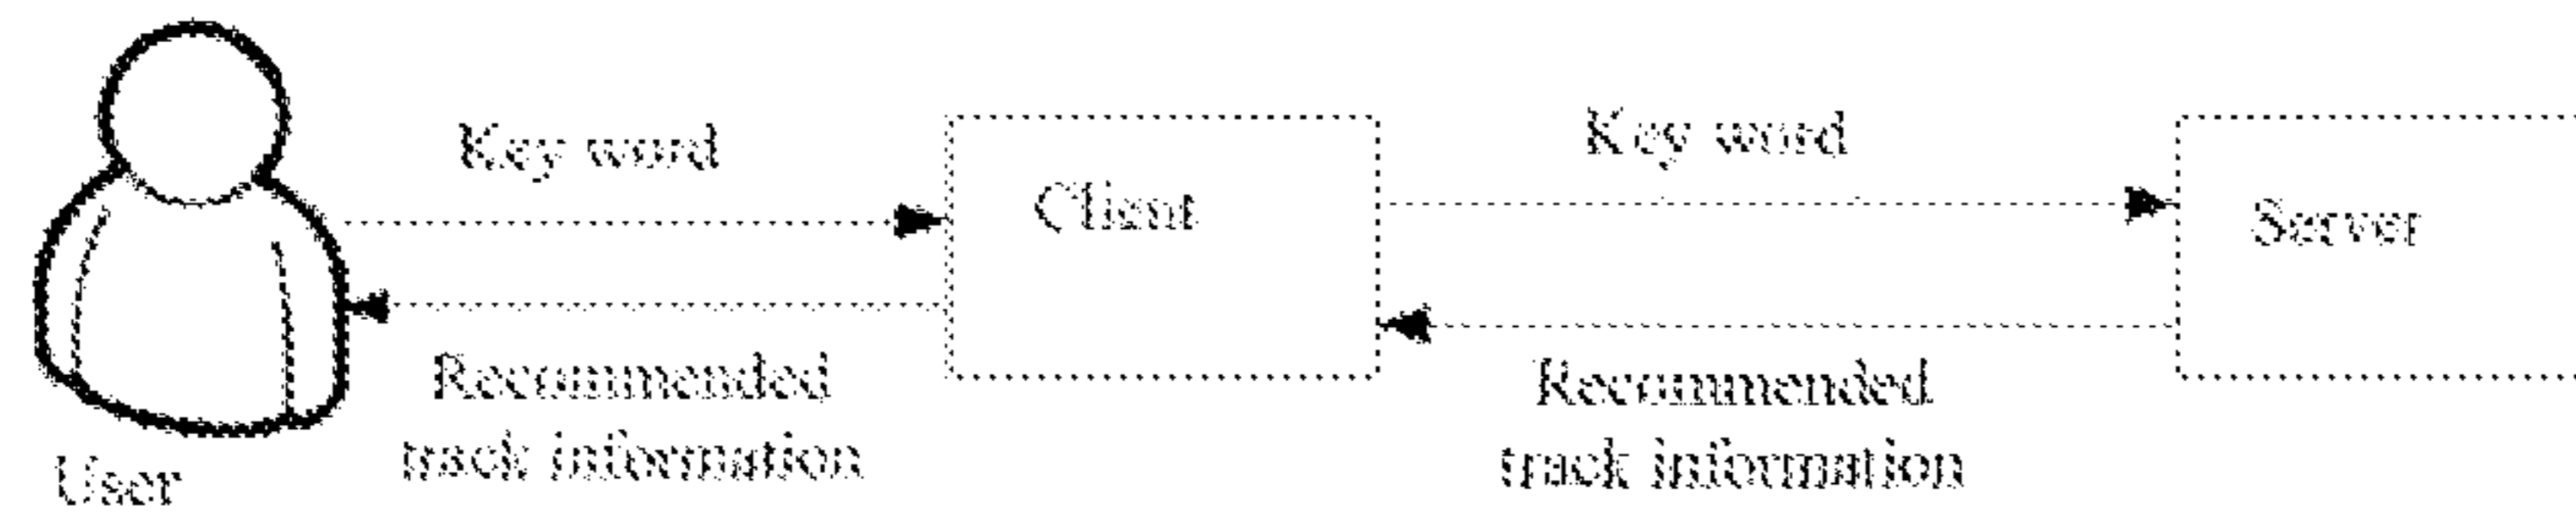 Key word
Key word
Client
Server
Recommended
track information
Recommended
track information
User